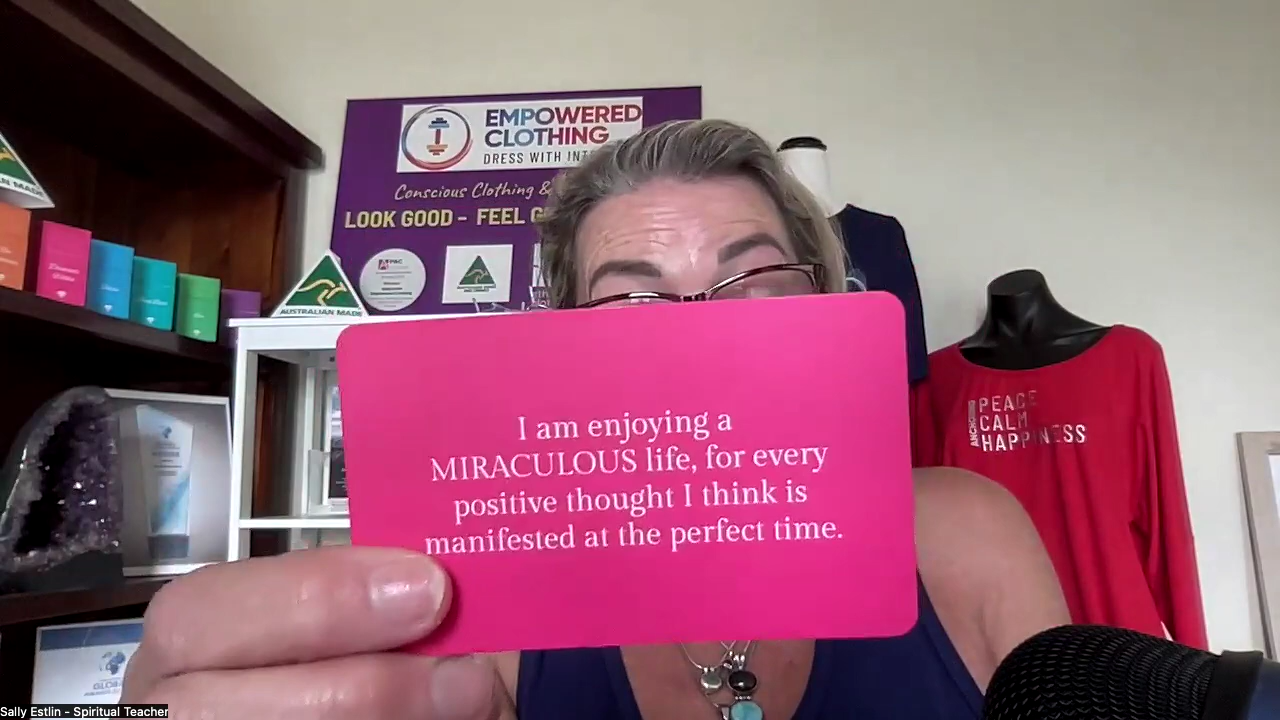 EMPOWERED
CLOTHING
DRESS WITH
Conscious Clothing &
LOOK GOOD - FEEL
AUSTRALIAN MADE
I am enjoying a
MIRACULOUS life, for every
positive thought I think is
manifested at the perfect time.
ANCHORING
PEACE
CALM
HAPPINESS
Sally Estlin - Spiritual Teacher